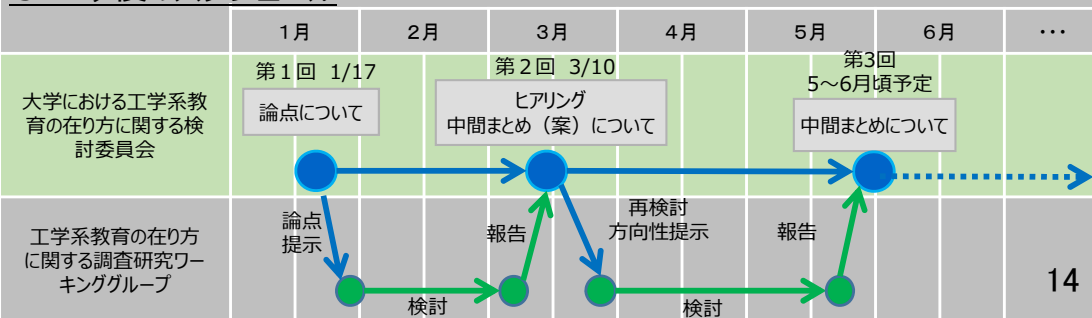 1月 2月 3月 4月 5月 6月 …
大学における工学系教
育の在り方に関する検
討委員会
第1回 1/17
論点について
第2回 3/10
ヒアリング
中間まとめ(案)について
第3回
5～6月頃予定
中間まとめについて
工学系教育の在り方
に関する調査研究ワー
キンググループ
論点
提示
検討
報告
再検討
方向性提示
検討
報告
14